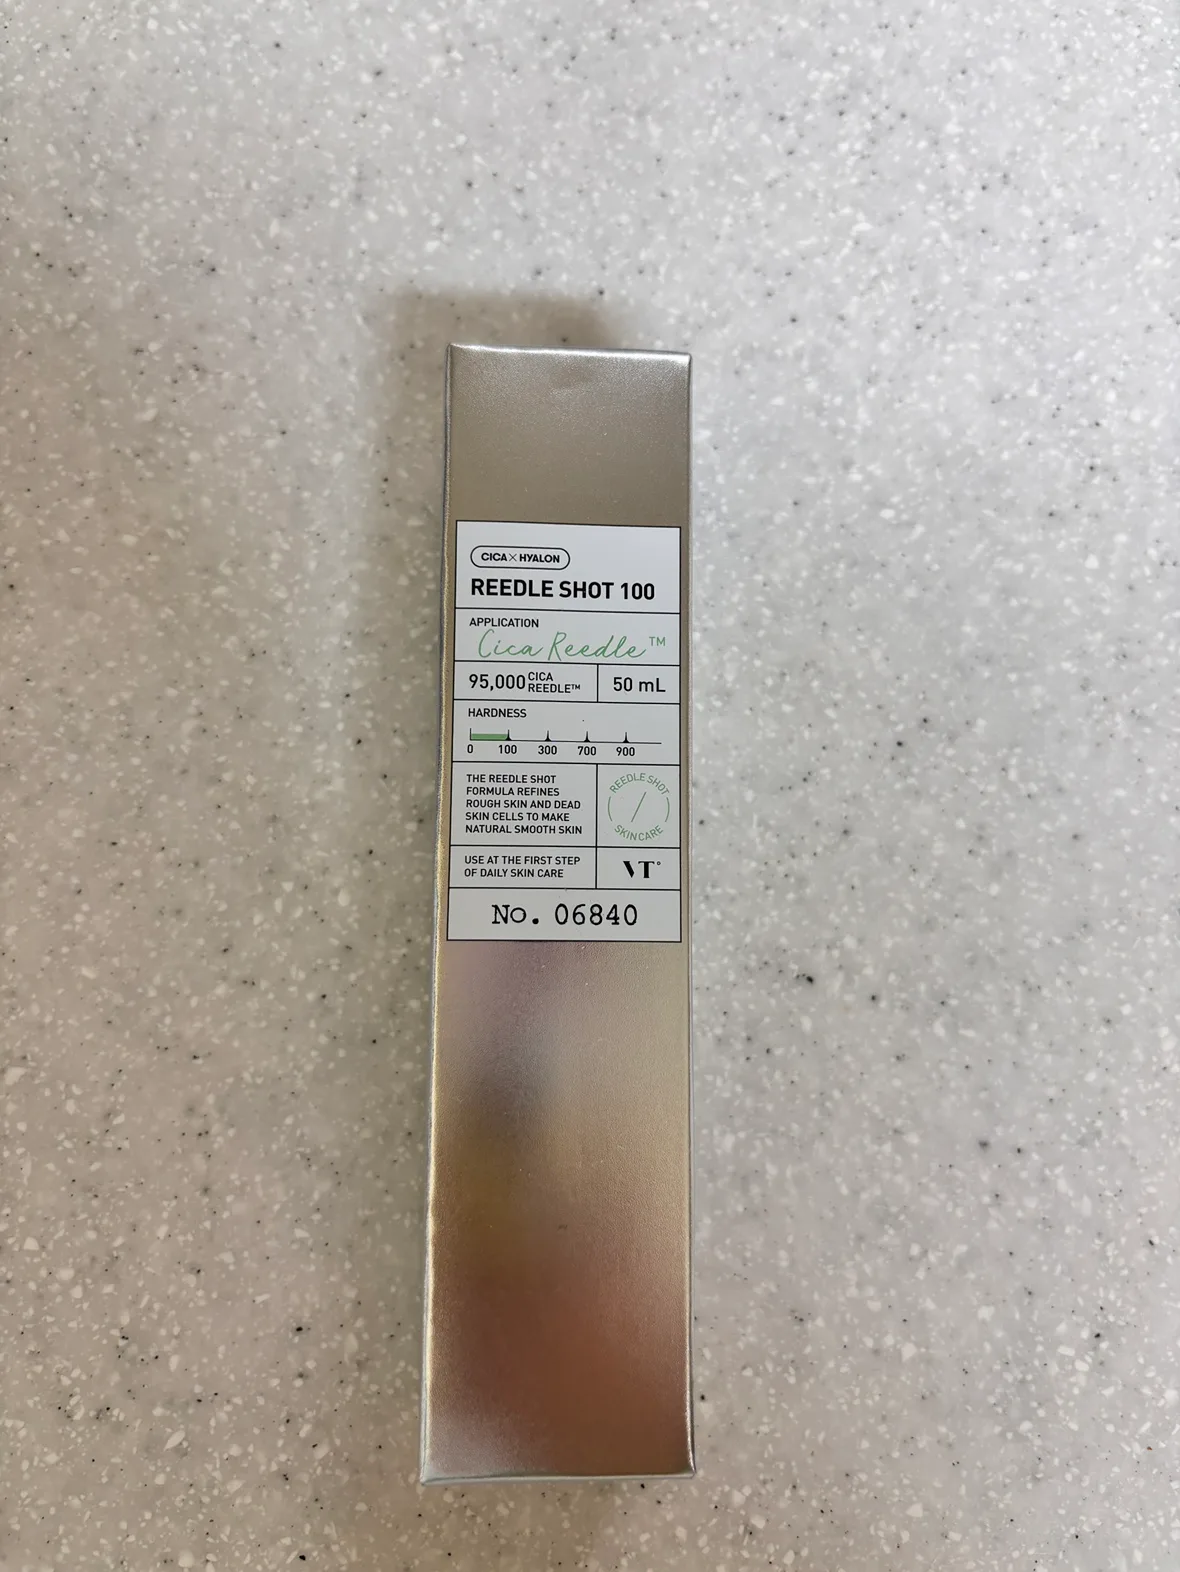 CICA×HYALON
REEDLE SHOT 100
APPLICATION
Cica Reedle™
95,000 CICA REEDLE™
50 mL
HARDNESS
0 100 300 700 900
THE REEDLE SHOT
FORMULA REFINES
ROUGH SKIN AND DEAD
SKIN CELLS TO MAKE
NATURAL SMOOTH SKIN
REEDLE SHOT
SKINCARE
USE AT THE FIRST STEP
OF DAILY SKIN CARE
VT°
No. 06840